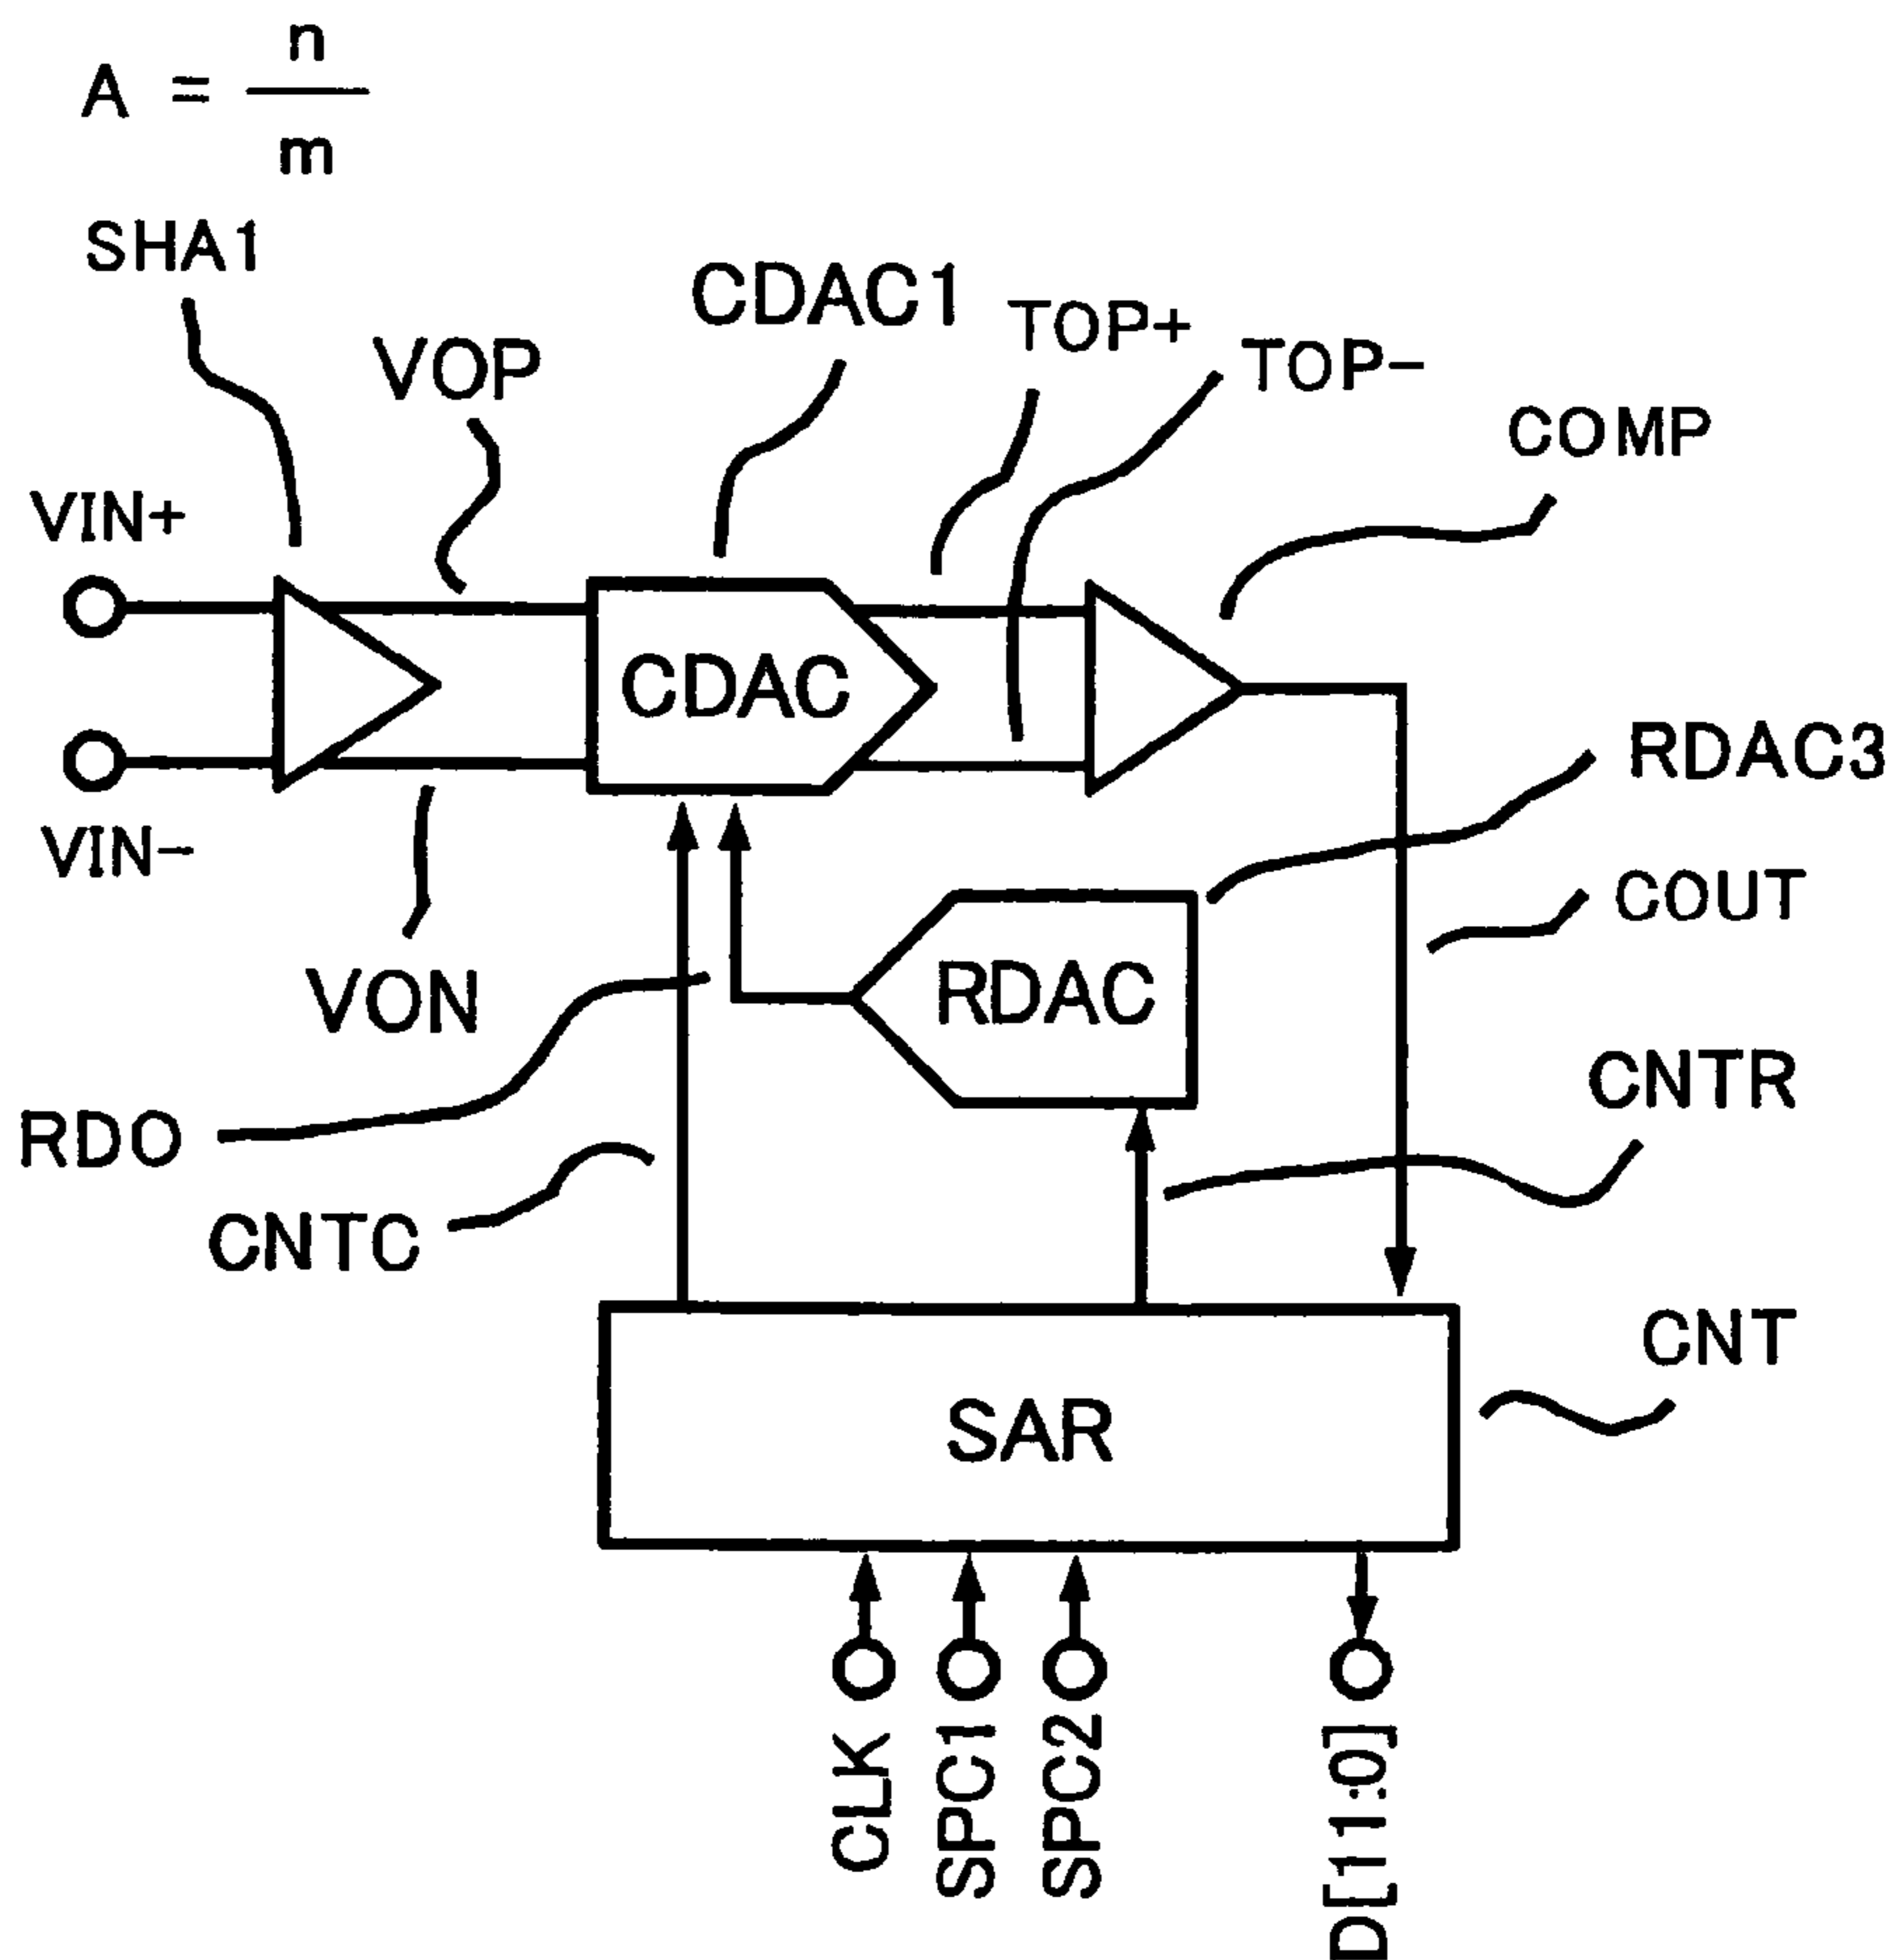 A = n
m
SHA1
CDAC1
TOP+
VOP
TOP-
COMP
VIN+
CDAC
RDAC3
VIN-
COUT
VON
RDAC
CNTR
RDO
CNTC
CNT
SAR
CLK
SPC1
SPC2
D[11:0]